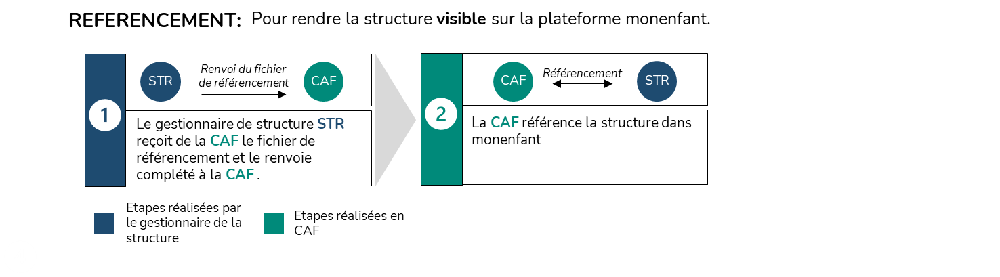 REFERENCEMENT: Pour rendre la structure visible sur la plateforme monenfant.
1
STR
Renvoi du fichier
de référencement
CAF
Le gestionnaire de structure STR
reçoit de la CAF le fichier de
référencement et le renvoie
complété à la CAF .
2
CAF
Référencement
STR
La CAF référence la structure dans
monenfant
Etapes réalisées par
le gestionnaire de la
structure
Etapes réalisées en
CAF